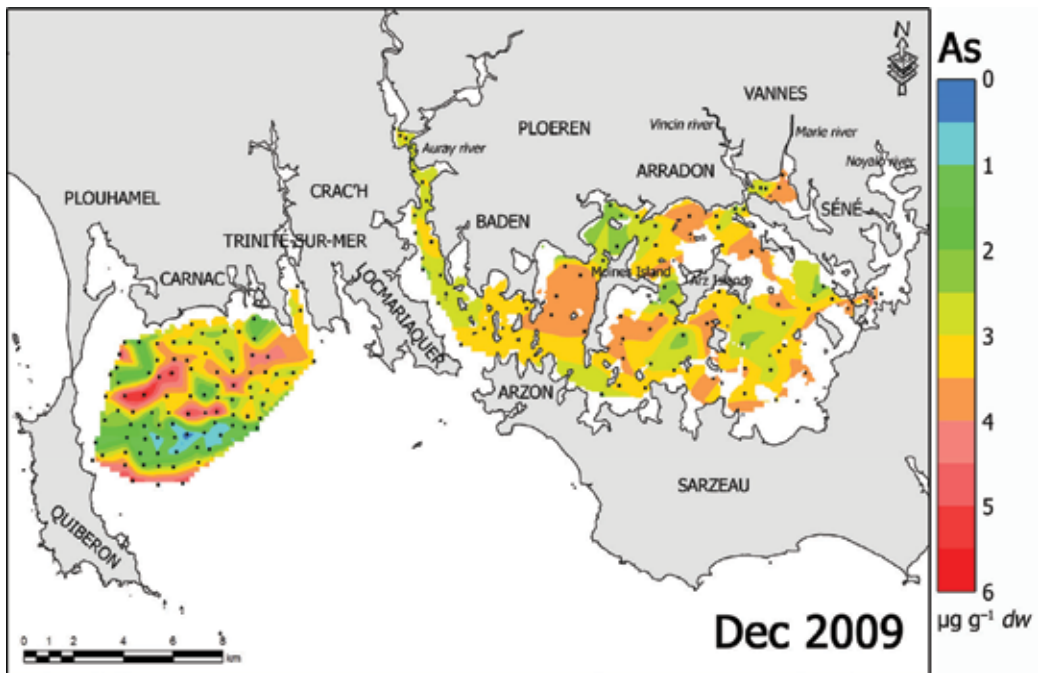 As
N
0
VANNES
Vincin river
Marle river
PLOEREN
Auray river
Noyalo river
1
ARRADON
CRAC'H
PLOUHAMEL
SÉNÉ
BADEN
2
TRINITE-SUR-MER
Moines Island
Arz Island
CARNAC
LOCMARIAQUER
3
ARZON
4
SARZEAU
5
QUIBERON
6
µg g⁻¹ dw
Dec 2009
0 1 2 4 6 8
km